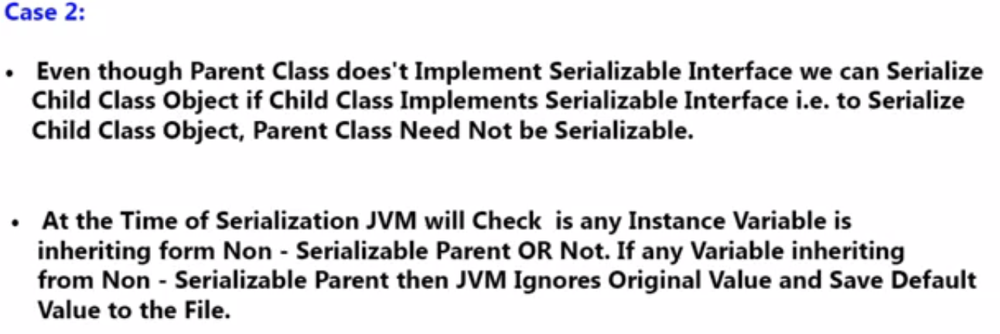 Case 2:
• Even though Parent Class does't Implement Serializable Interface we can Serialize
Child Class Object if Child Class Implements Serializable Interface i.e. to Serialize
Child Class Object, Parent Class Need Not be Serializable.
• At the Time of Serialization JVM will Check is any Instance Variable is
inheriting form Non - Serializable Parent OR Not. If any Variable inheriting
from Non - Serializable Parent then JVM Ignores Original Value and Save Default
Value to the File.